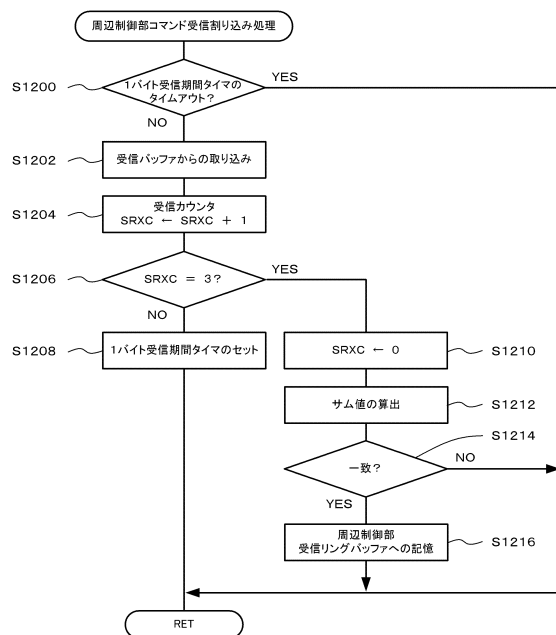 周辺制御部コマンド受信割り込み処理
S1200
1バイト受信期間タイマの
タイムアウト?
YES
NO
S1202
受信バッファからの取り込み
S1204
受信カウンタ
SRXC ← SRXC + 1
S1206
SRXC = 3?
YES
NO
S1208
1バイト受信期間タイマのセット
SRXC ← 0
S1210
サム値の算出
S1212
S1214
一致?
NO
YES
周辺制御部
受信リングバッファへの記憶
S1216
RET